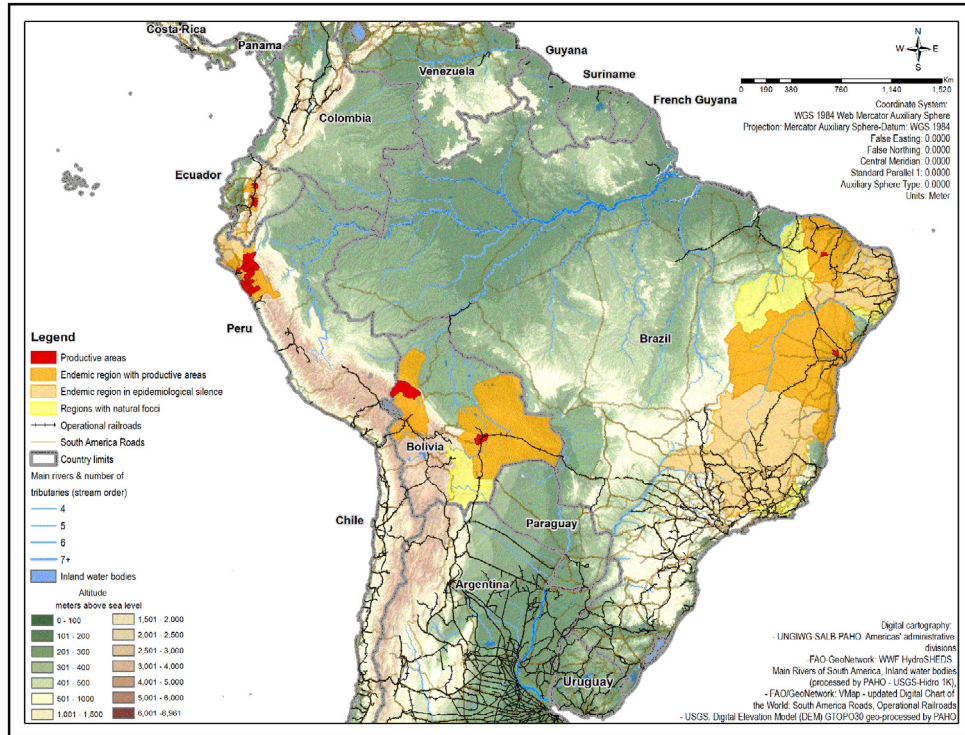 Costa Rica
Panama
Venezuela
Guyana
Suriname
French Guyana
Colombia
Ecuador
Peru
Brazil
Bolivia
Chile
Paraguay
Argentina
Uruguay
N
W E
S
Km
0 190 380 760 1,140 1,520
Coordinate System:
WGS 1984 Web Mercator Auxiliary Sphere
Projection: Mercator Auxiliary Sphere-Datum: WGS 1984
False Easting: 0.0000
False Northing: 0.0000
Central Meridian: 0.0000
Standard Parallel 1: 0.0000
Auxiliary Sphere Type: 0.0000
Units: Meter
Legend
Productive areas
Endemic region with productive areas
Endemic region in epidemiological silence
Regions with natural focci
Operational railroads
South America Roads
Country limits
Main rivers & number of
tributaries (stream order)
4
5
6
7+
Inland water bodies
Altitude
meters above sea level
0 - 100
101 - 200
201 - 300
301 - 400
401 - 500
501 - 1000
1,001 - 1,500
1,501 - 2,000
2,001 - 2,500
2,501 - 3,000
3,001 - 4,000
4,001 - 5,000
5,001 - 6,000
6,001 -6,961
Digital cartography:
- UNGIWG-SALB-PAHO. Americas' administrative
divisions
-FAO-GeoNetwork: WWF HydroSHEDS.
Main Rivers of South America, Inland water bodies
(processed by PAHO - USGS-Hidro 1K),
- FAO/GeoNetwork: VMap - updated Digital Chart of
the World: South America Roads, Operational Railroads
- USGS, Digital Elevation Model (DEM) GTOPO30 geo-processed by PAHO